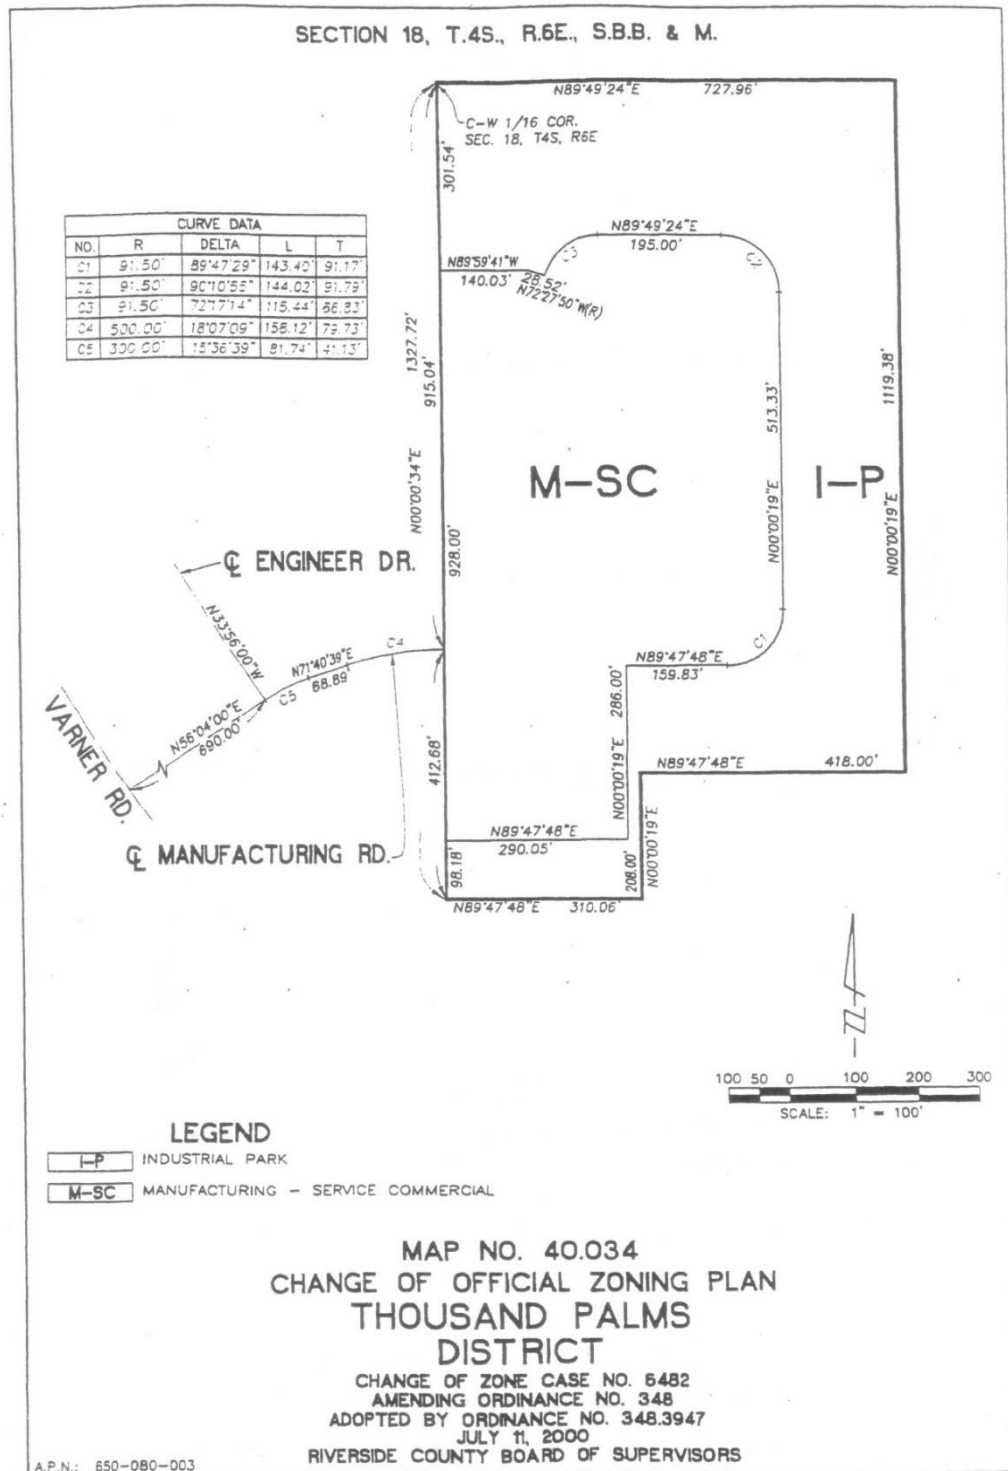 SECTION 18, T.4S., R.6E., S.B.B. & M.
N89°49'24"E 727.96'
C-W 1/16 COR.
SEC. 18, T4S, R6E
301.54'
CURVE DATA
NO. R DELTA L T
C1 91.50' 89°47'29" 143.40' 91.17'
C2 91.50' 90°10'55" 144.02' 91.79'
C3 91.50' 72°17'14" 115.44' 66.83'
C4 500.00' 18°07'09" 158.12' 79.73'
C5 300.00' 15°36'39" 81.74' 41.13'
N89°49'24"E
195.00'
C3
C2
N89°59'41"W
140.03'
28.52'
N72°27'50"W(R)
1327.72'
915.04'
513.33'
1119.38'
M-SC
I-P
N00°00'34"E
928.00'
N00°00'19"E
N00°00'19"E
℄ ENGINEER DR.
N33°56'00"W
N71°40'39"E
68.89'
C4
C5
C1
N89°47'48"E
159.83'
286.00'
N56°04'00"E
690.00'
VARNER RD.
412.68'
N00°00'19"E
N89°47'48"E 418.00'
N89°47'48"E
290.05'
℄ MANUFACTURING RD.
98.18'
208.00'
N00°00'19"E
N89°47'48"E 310.06'
N
100 50 0 100 200 300
SCALE: 1" = 100'
LEGEND
I-P INDUSTRIAL PARK
M-SC MANUFACTURING - SERVICE COMMERCIAL
MAP NO. 40.034
CHANGE OF OFFICIAL ZONING PLAN
THOUSAND PALMS
DISTRICT
CHANGE OF ZONE CASE NO. 6482
AMENDING ORDINANCE NO. 348
ADOPTED BY ORDINANCE NO. 348.3947
JULY 11, 2000
RIVERSIDE COUNTY BOARD OF SUPERVISORS
A.P.N.: 650-080-003